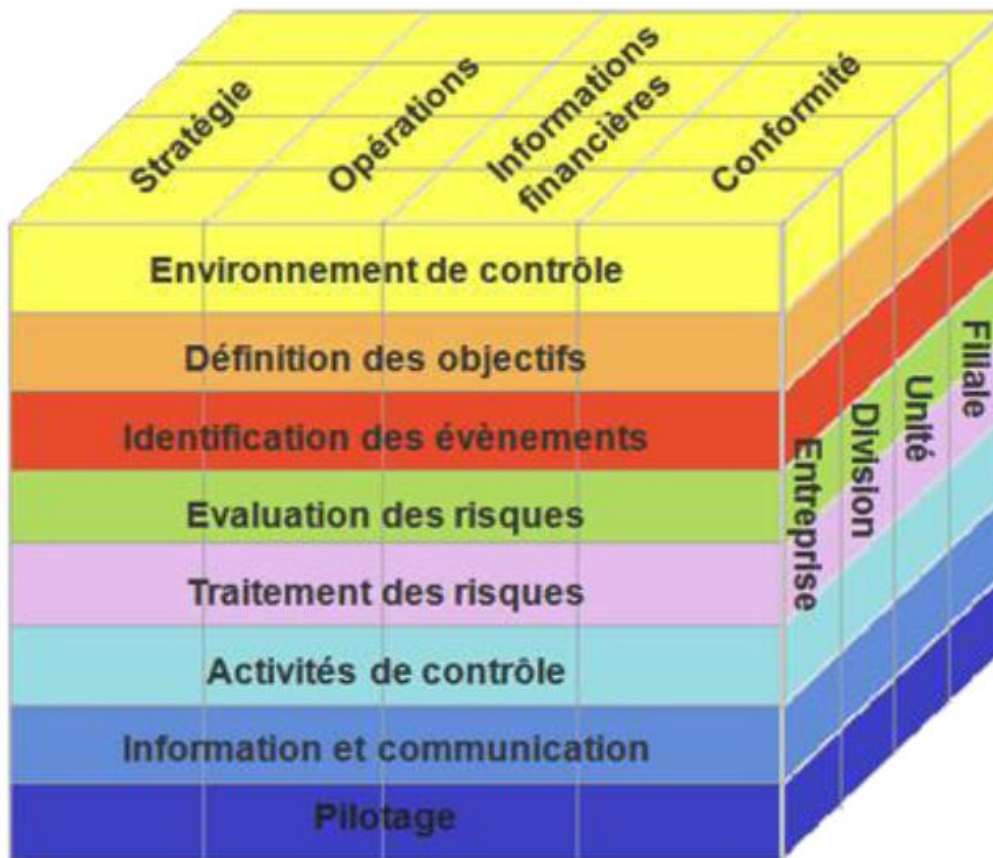 Stratégie
Opérations
Informations
financières
Conformité
Environnement de contrôle
Définition des objectifs
Identification des évènements
Evaluation des risques
Traitement des risques
Activités de contrôle
Information et communication
Pilotage
Entreprise
Division
Unité
Filiale